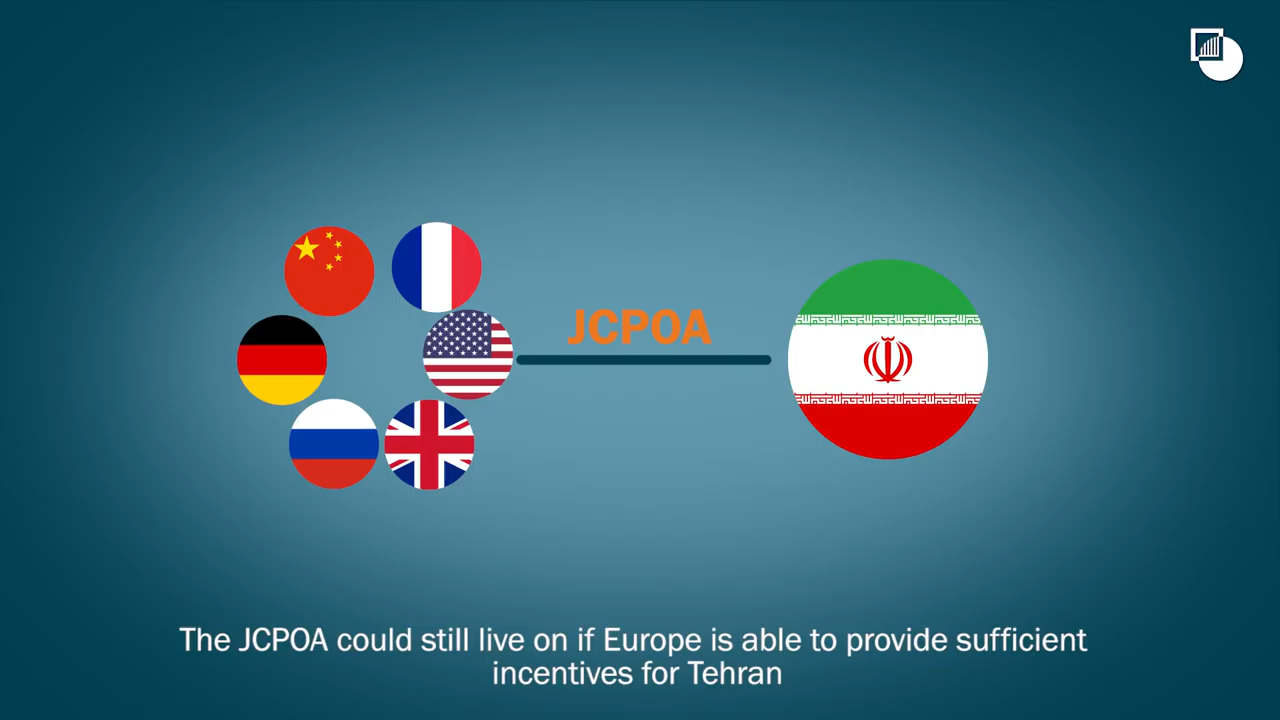 JCPOA
The JCPOA could still live on if Europe is able to provide sufficient
incentives for Tehran